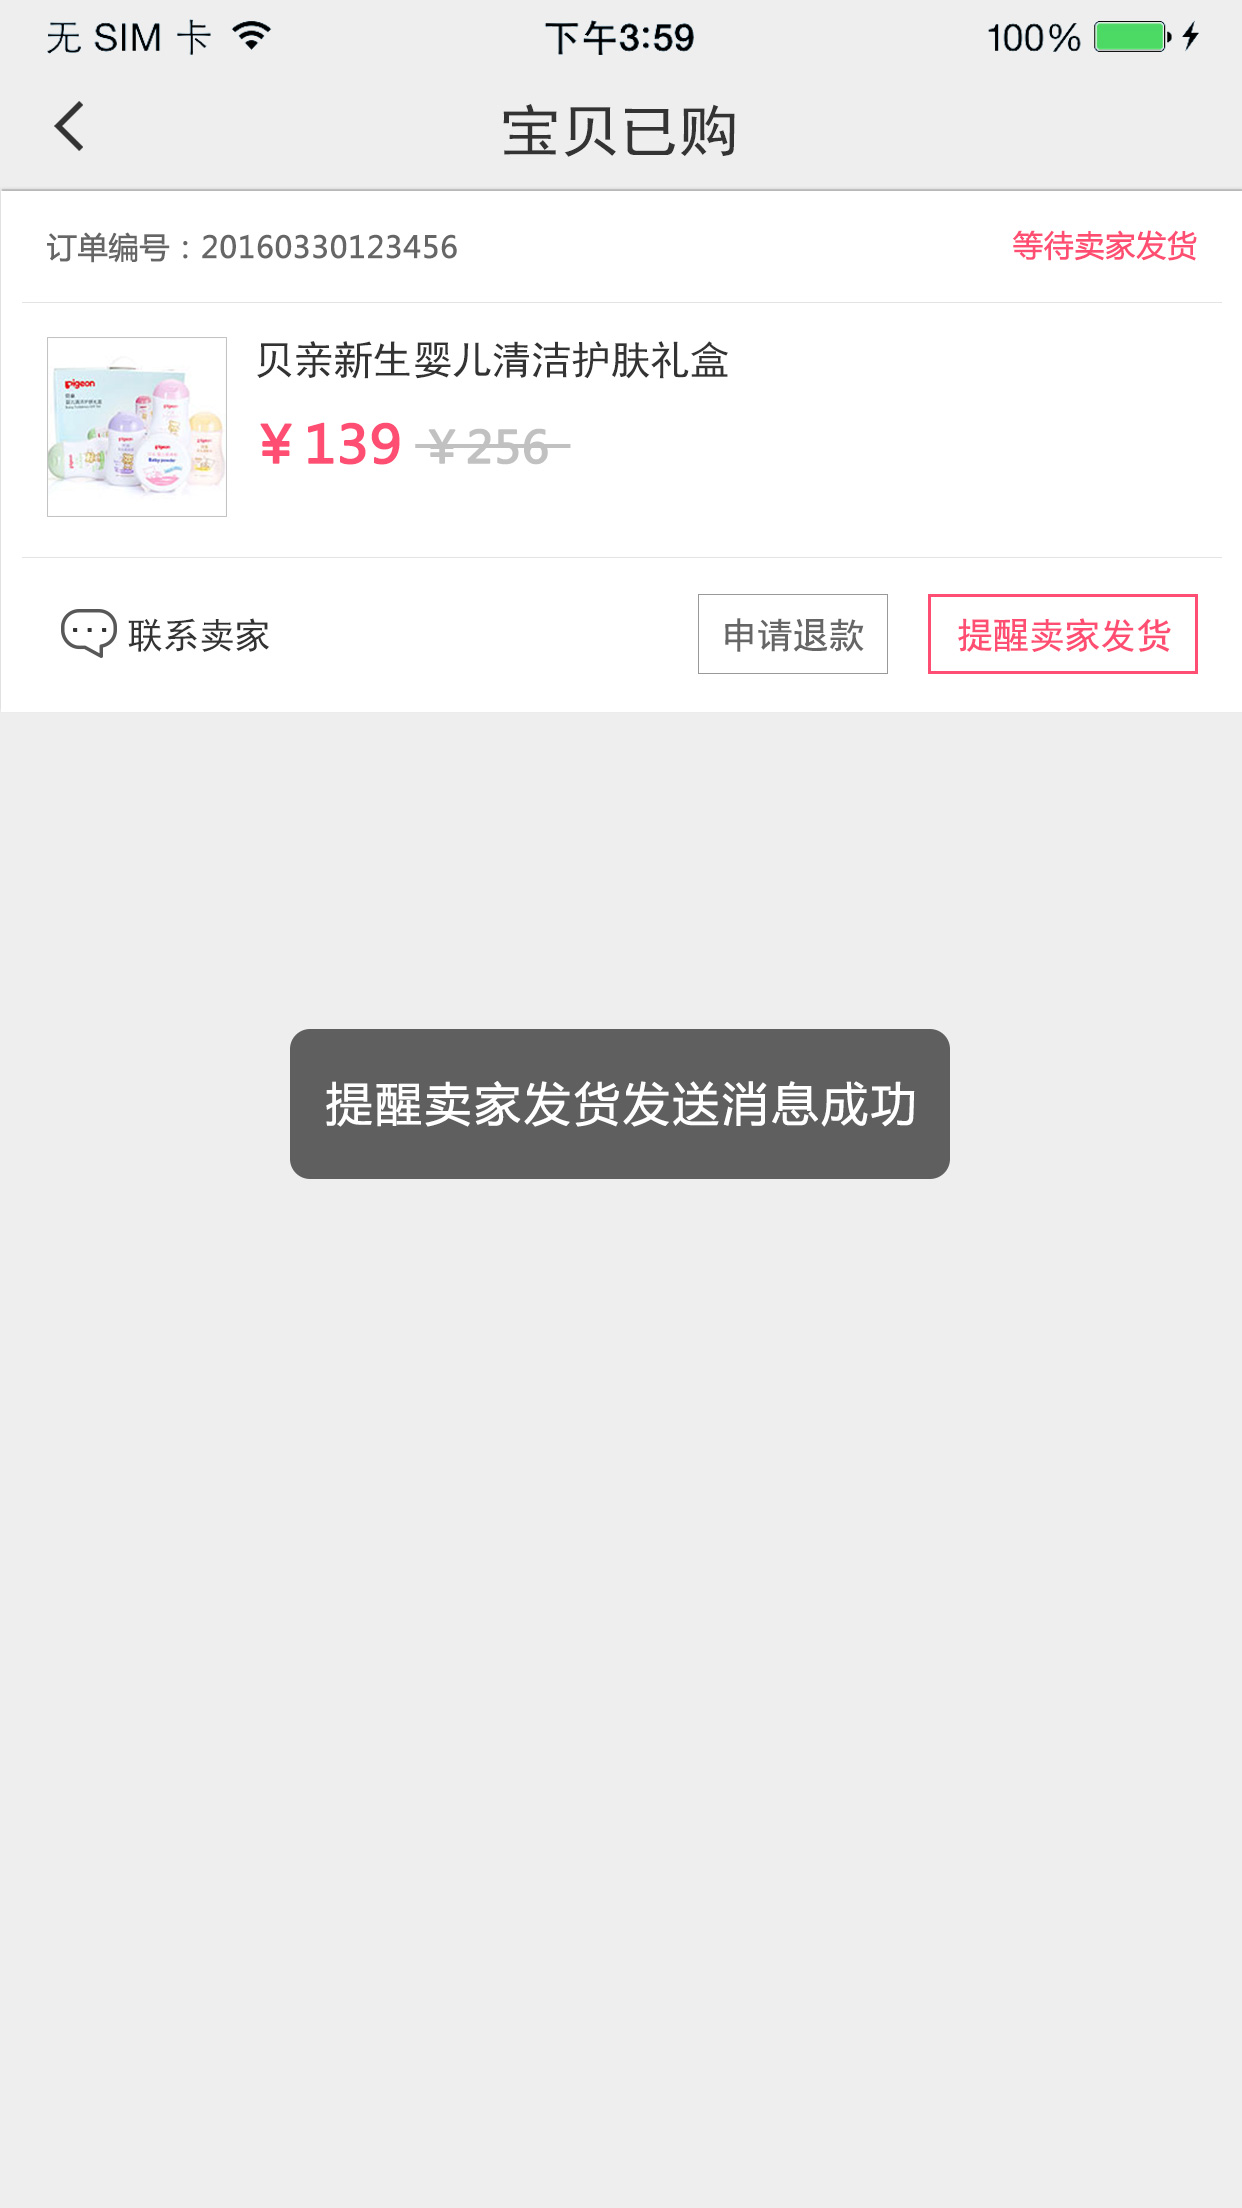 无 SIM 卡
下午3:59
100%
宝贝已购
订单编号：20160330123456
等待卖家发货
贝亲新生婴儿清洁护肤礼盒
¥139 ¥256
pigeon
Baby powder
联系卖家
申请退款
提醒卖家发货
提醒卖家发货发送消息成功